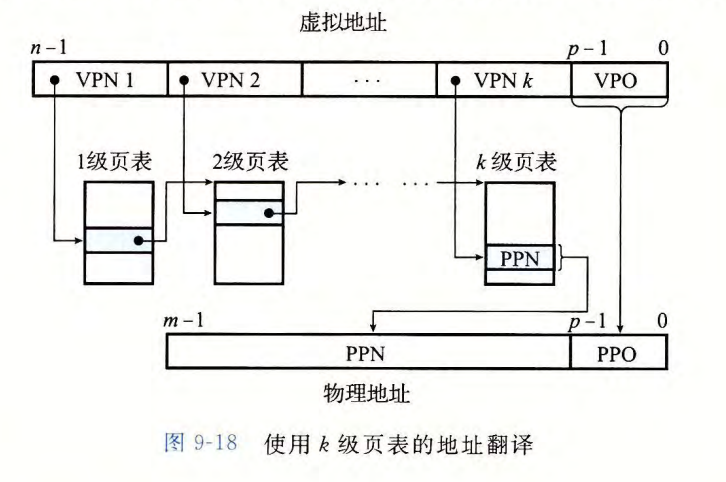 虚拟地址
n-1 p-1 0
VPN 1 VPN 2 ... VPN k VPO
1级页表 2级页表 k级页表
... ...
PPN
m-1 p-1 0
PPN PPO
物理地址
图 9-18 使用 k 级页表的地址翻译